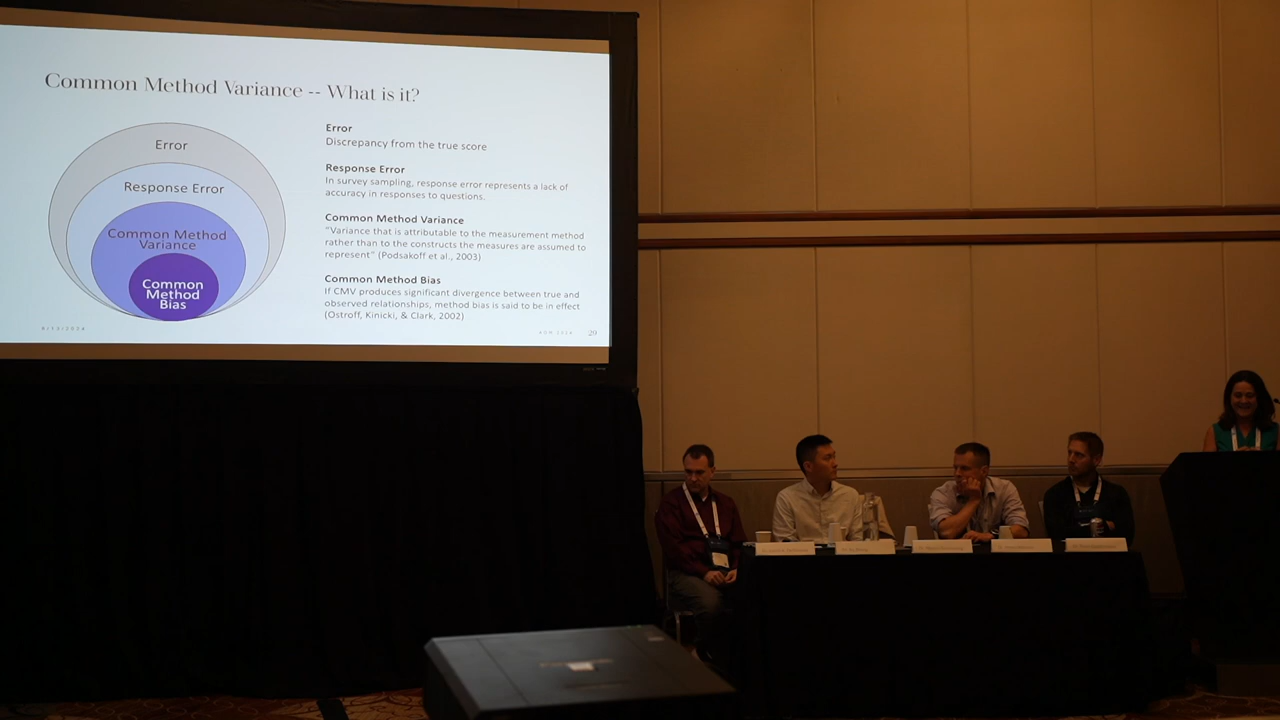 Common Method Variance -- What is it?
Error
Response Error
Common Method
Variance
Common
Method
Bias
Error
Discrepancy from the true score
Response Error
In survey sampling, response error represents a lack of
accuracy in responses to questions.
Common Method Variance
"Variance that is attributable to the measurement method
rather than to the constructs the measures are assumed to
represent" (Podsakoff et al., 2003)
Common Method Bias
If CMV produces significant divergence between true and
observed relationships, method bias is said to be in effect
(Ostroff, Kinicki, & Clark, 2002)
29